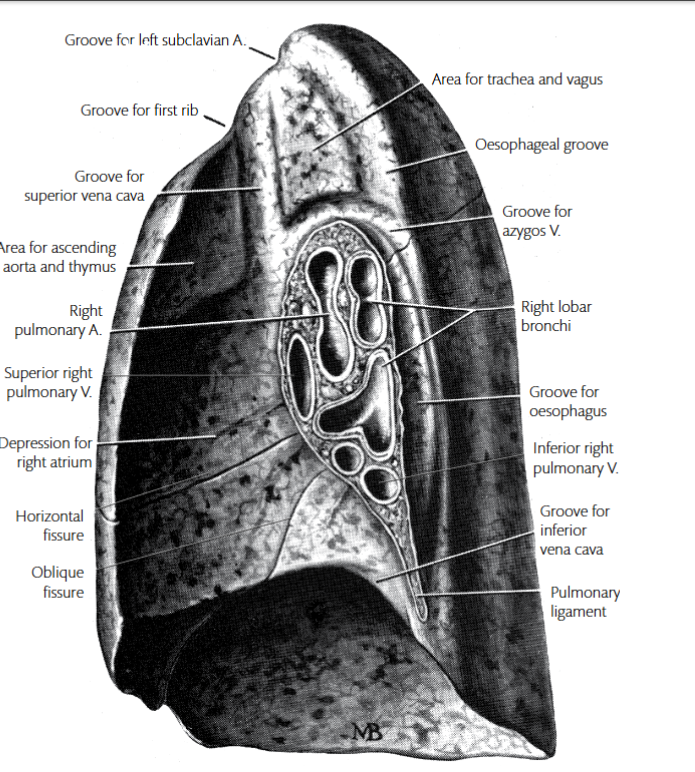 Groove for left subclavian A.
Area for trachea and vagus
Groove for first rib
Oesophageal groove
Groove for
superior vena cava
Groove for
azygos V.
Area for ascending
aorta and thymus
Right
pulmonary A.
Right lobar
bronchi
Superior right
pulmonary V.
Groove for
oesophagus
Depression for
right atrium
Inferior right
pulmonary V.
Horizontal
fissure
Groove for
inferior
vena cava
Oblique
fissure
Pulmonary
ligament
MB